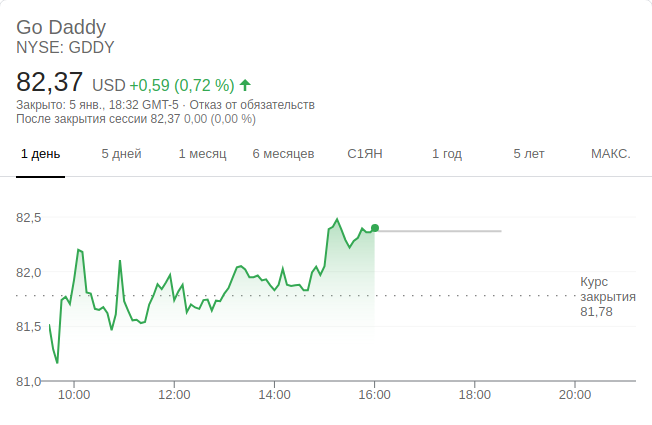 Go Daddy
NYSE: GDDY
82,37 USD +0,59 (0,72 %)
Закрыто: 5 янв., 18:32 GMT-5 · Отказ от обязательств
После закрытия сессии 82,37 0,00 (0,00 %)
1 день 5 дней 1 месяц 6 месяцев С1ЯН 1 год 5 лет МАКС.
82,5
82,0
Курс
закрытия
81,78
81,5
81,0
10:00 12:00 14:00 16:00 18:00 20:00